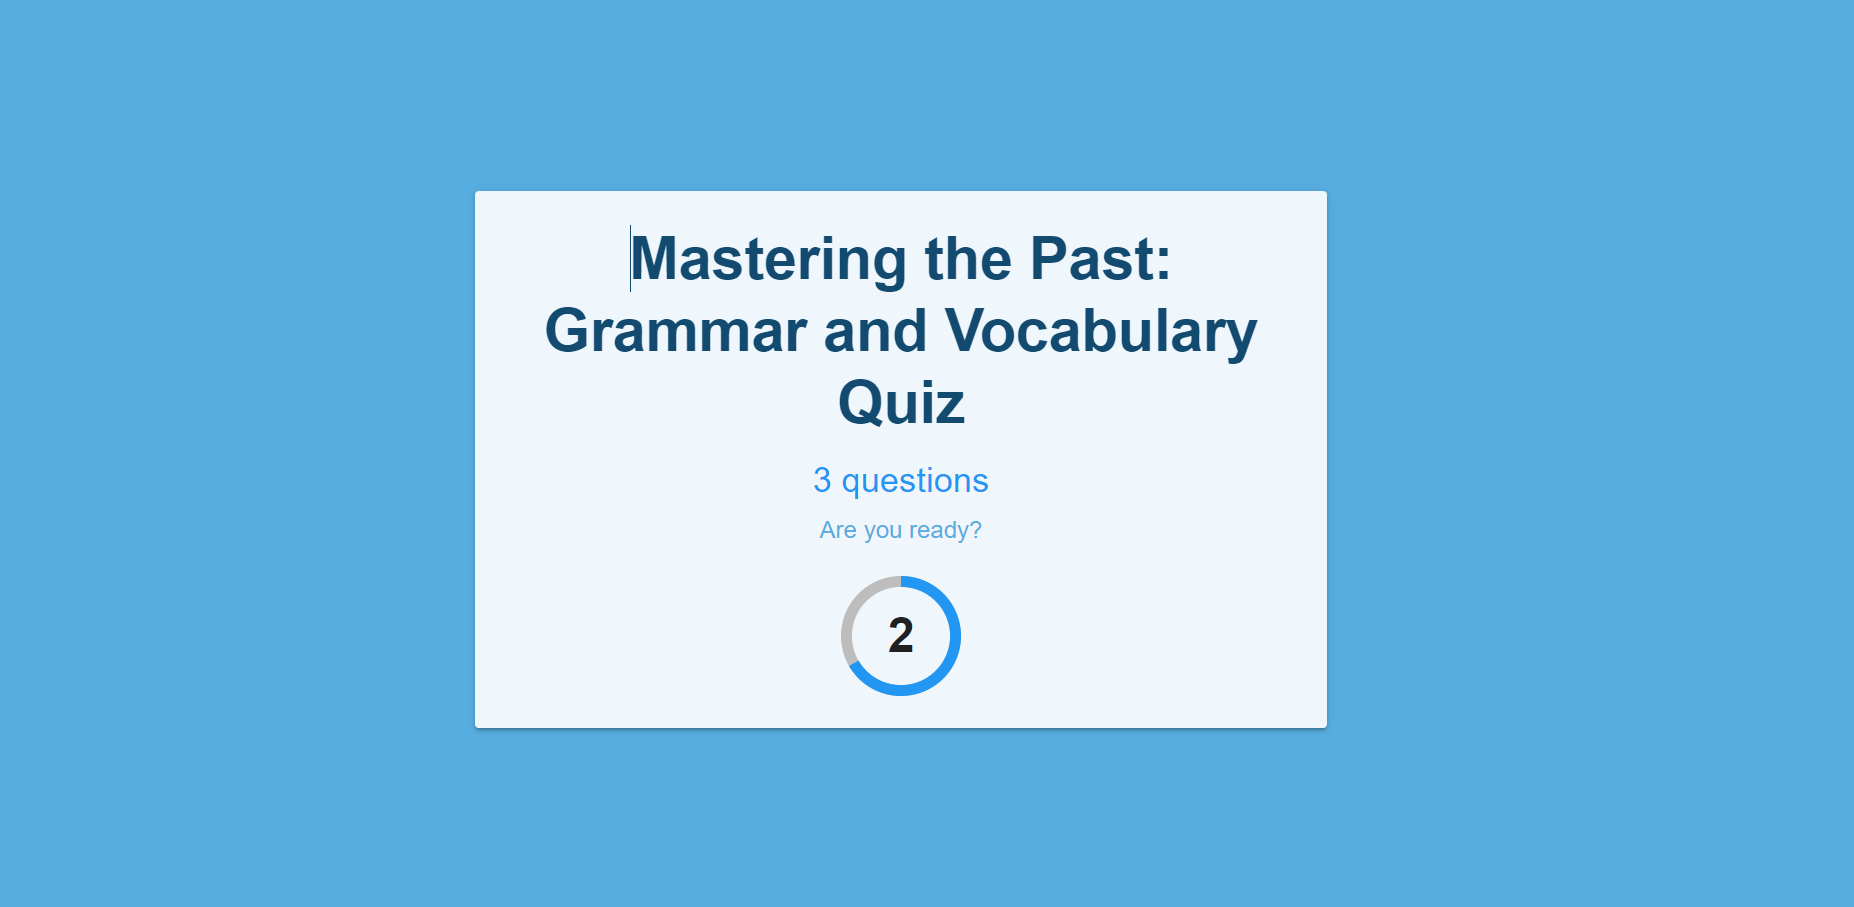 Mastering the Past:
Grammar and Vocabulary
Quiz
3 questions
Are you ready?
2